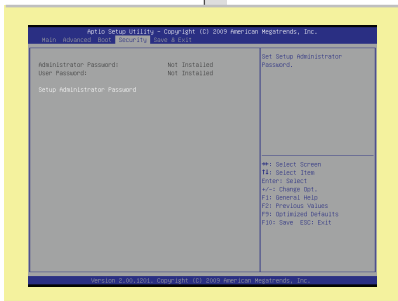 Aptio Setup Utility - Copyright (C) 2009 American Megatrends, Inc.
Main Advanced Boot Security Save & Exit
Administrator Password: Not Installed
User Password: Not Installed
Setup Administrator Password
Set Setup Administrator
Password.
↔: Select Screen
↑↓: Select Item
Enter: Select
+/-: Change Opt.
F1: General Help
F2: Previous Values
F9: Optimized Defaults
F10: Save ESC: Exit
Version 2.00.1201. Copyright (C) 2009 American Megatrends, Inc.